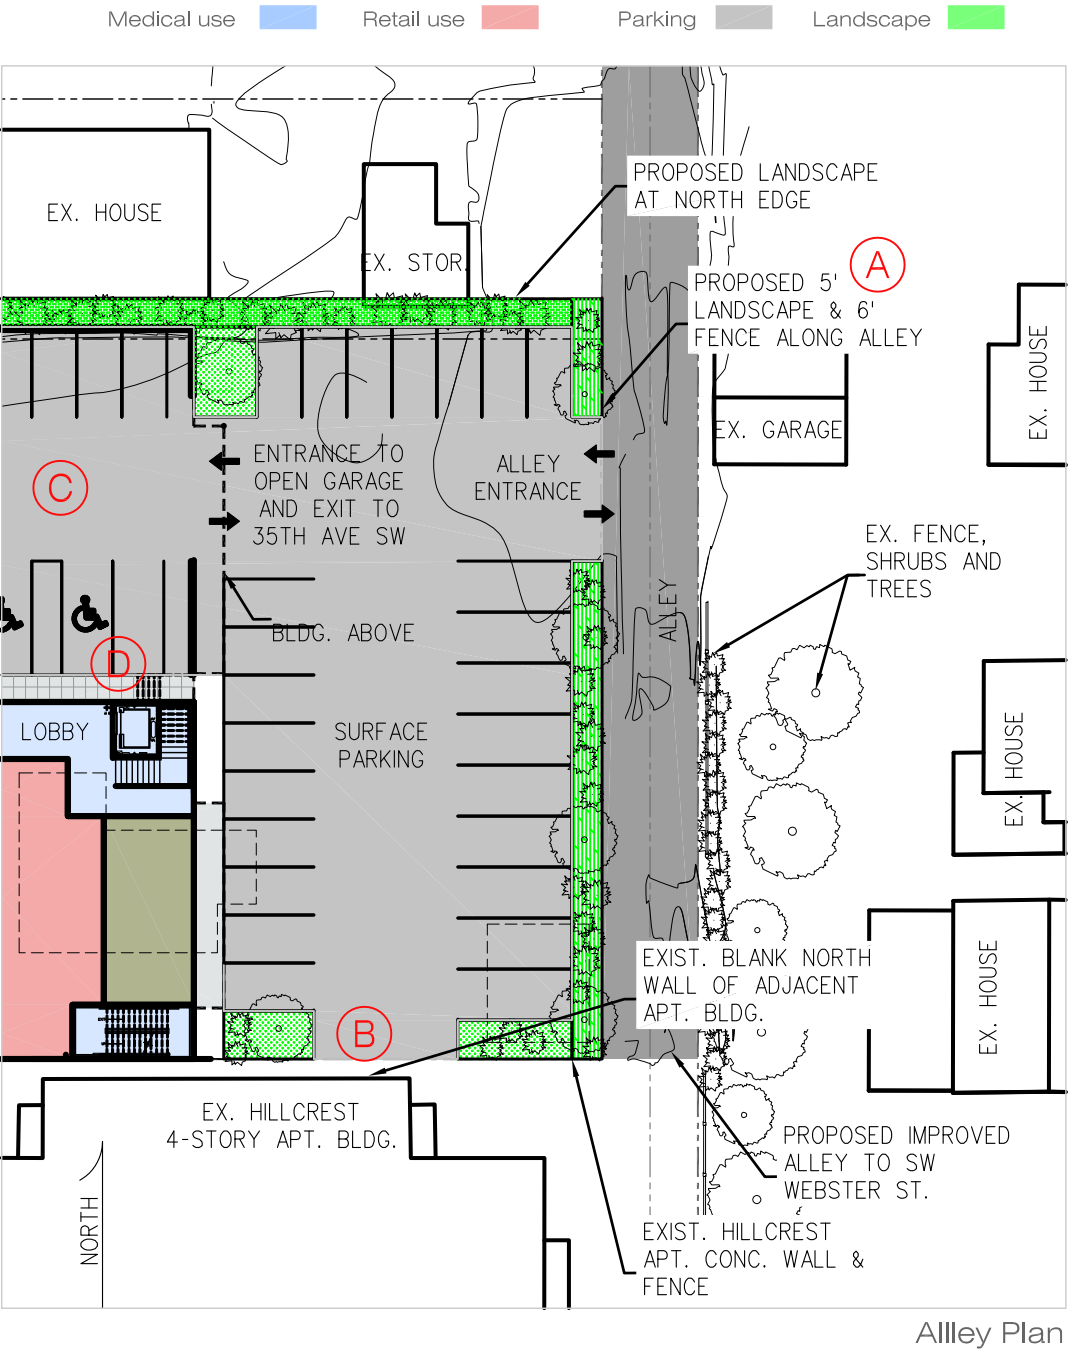 Medical use
Retail use
Parking
Landscape
PROPOSED LANDSCAPE
AT NORTH EDGE
EX. HOUSE
EX. STOR.
A
PROPOSED 5'
LANDSCAPE & 6'
FENCE ALONG ALLEY
EX. HOUSE
EX. GARAGE
ENTRANCE TO
OPEN GARAGE
AND EXIT TO
35TH AVE SW
ALLEY
ENTRANCE
C
EX. FENCE,
SHRUBS AND
TREES
ALLEY
BLDG. ABOVE
D
LOBBY
SURFACE
PARKING
EX. HOUSE
EXIST. BLANK NORTH
WALL OF ADJACENT
APT. BLDG.
EX. HOUSE
B
EX. HILLCREST
4-STORY APT. BLDG.
PROPOSED IMPROVED
ALLEY TO SW
WEBSTER ST.
NORTH
EXIST. HILLCREST
APT. CONC. WALL &
FENCE
Allley Plan